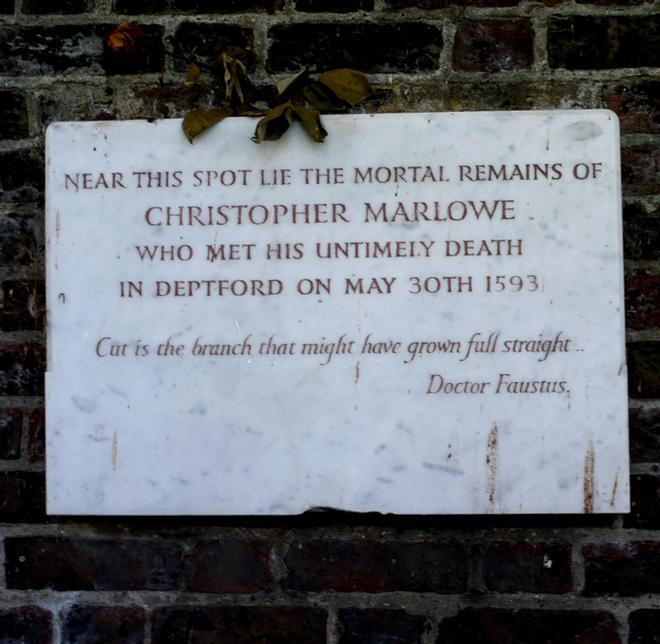 NEAR THIS SPOT LIE THE MORTAL REMAINS OF
CHRISTOPHER MARLOWE
WHO MET HIS UNTIMELY DEATH
IN DEPTFORD ON MAY 30TH 1593
Cut is the branch that might have grown full straight ..
Doctor Faustus.